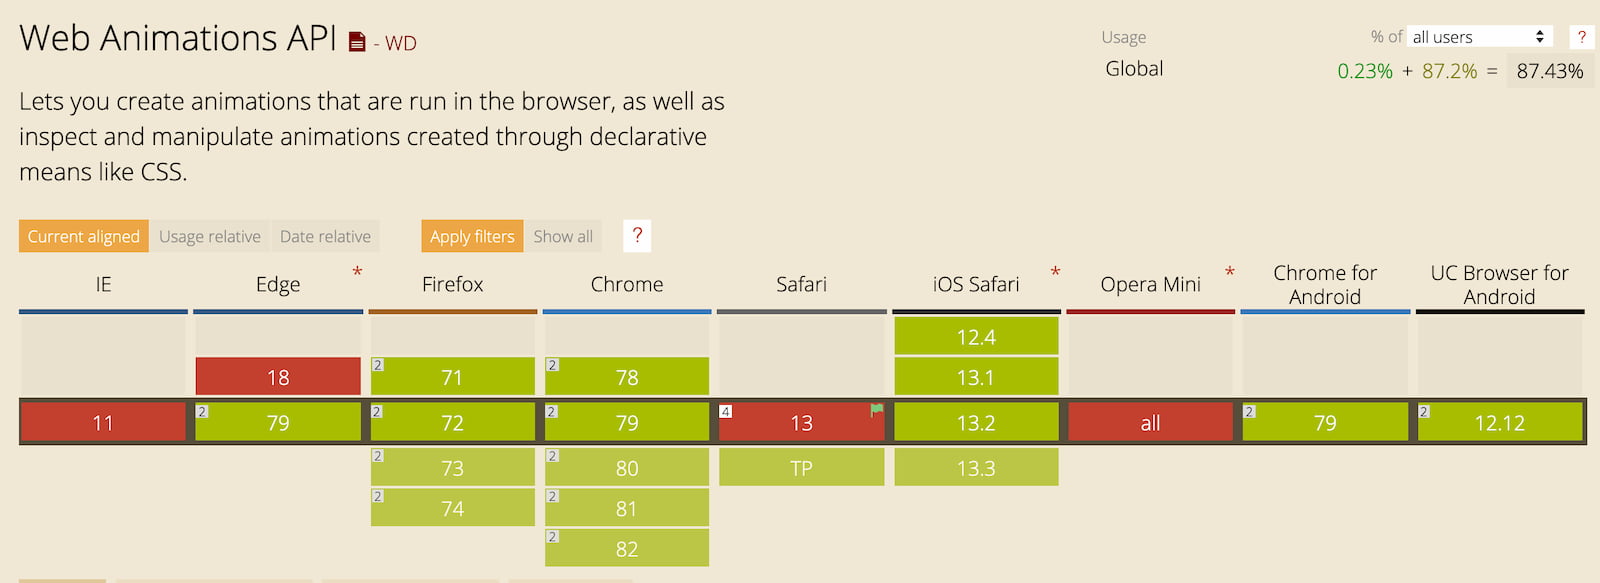 Web Animations API - WD
Usage % of all users ?
Global 0.23% + 87.2% = 87.43%
Lets you create animations that are run in the browser, as well as
inspect and manipulate animations created through declarative
means like CSS.
Current aligned Usage relative Date relative Apply filters Show all ?
IE Edge * Firefox Chrome Safari iOS Safari * Opera Mini * Chrome for Android UC Browser for Android
12.4
18 2 71 2 78 13.1
11 2 79 2 72 2 79 4 13 13.2 all 2 79 2 12.12
2 73 2 80 TP 13.3
2 74 2 81
2 82